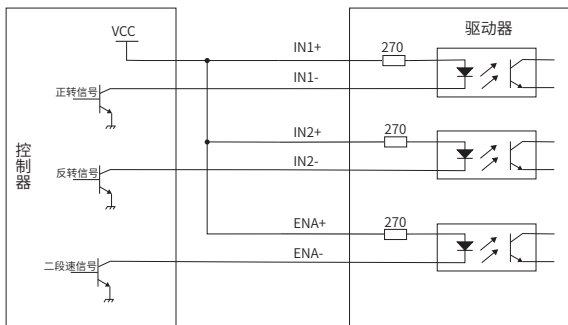 驱动器
VCC
IN1+
270
IN1-
正转信号
IN2+
270
控制器
反转信号
IN2-
ENA+
270
二段速信号
ENA-